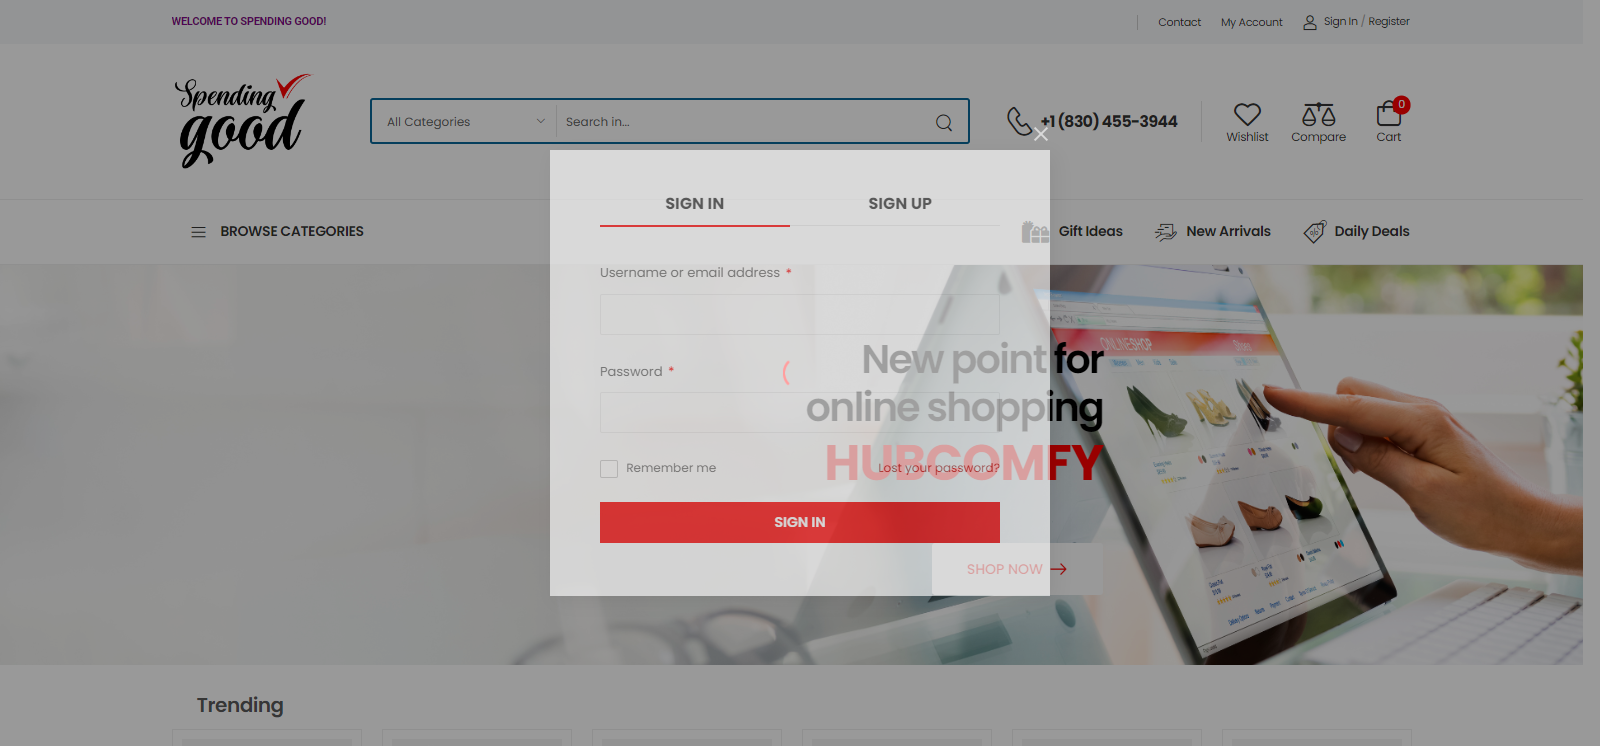 WELCOME TO SPENDING GOOD!
Contact
My Account
Sign In / Register
Spending
good
All Categories
Search in...
+1 (830) 455-3944
Wishlist
Compare
0
Cart
BROWSE CATEGORIES
Gift Ideas
New Arrivals
Daily Deals
SIGN IN
SIGN UP
Username or email address *
Password *
Remember me
Lost your password?
SIGN IN
New point for
online shopping
HUBCOMFY
SHOP NOW
ONLINESHOP
Shoes
Trending